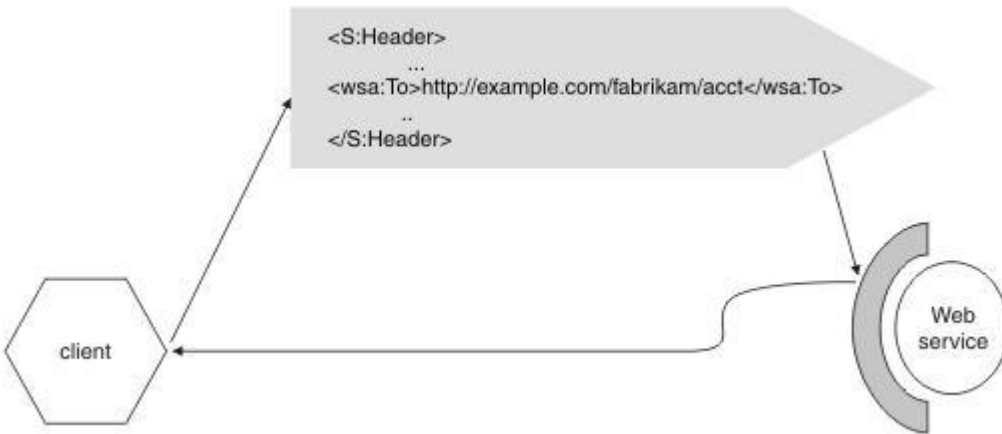 <S:Header>
...
<wsa:To>http://example.com/fabrikam/acct</wsa:To>
..
</S:Header>
client
Web
service